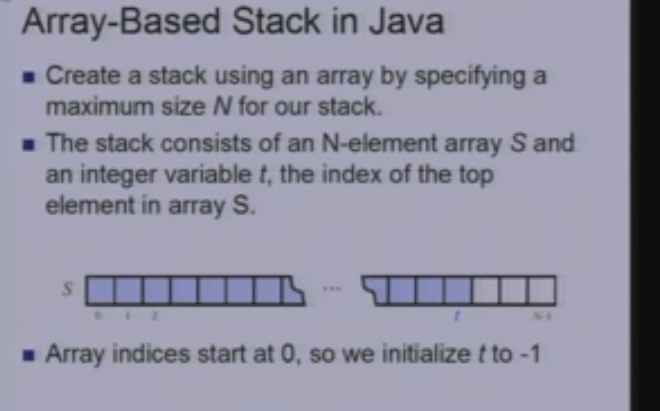 Array-Based Stack in Java
Create a stack using an array by specifying a
maximum size N for our stack.
The stack consists of an N-element array S and
an integer variable t, the index of the top
element in array S.
S ...
0 1 2 t N-1
Array indices start at 0, so we initialize t to -1